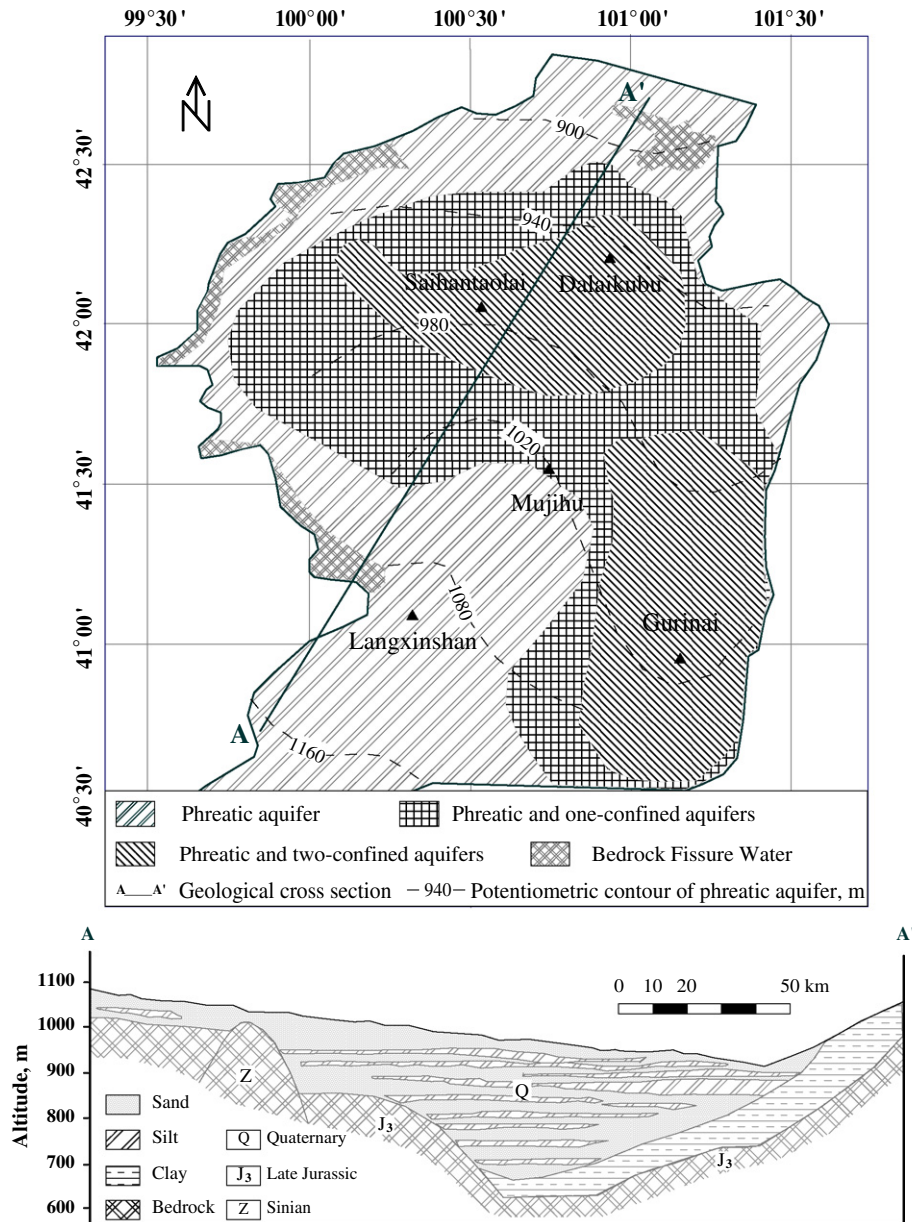 99°30' 100°00' 100°30' 101°00' 101°30'
A'
N
900
42°30'
940
Saihantaolai Dalaikubu
42°00'
980
1020
41°30'
Mujihu
1080
Gurinai
41°00'
Langxinshan
A
1160
40°30'
Phreatic aquifer Phreatic and one-confined aquifers
Phreatic and two-confined aquifers Bedrock Fissure Water
A A' Geological cross section –940– Potentiometric contour of phreatic aquifer, m
A A'
1100
0 10 20 50 km
1000
900
Z
Q
800
Sand
J3
Silt Q Quaternary
700
Clay J3 Late Jurassic
J3
600
Bedrock Z Sinian
Altitude, m